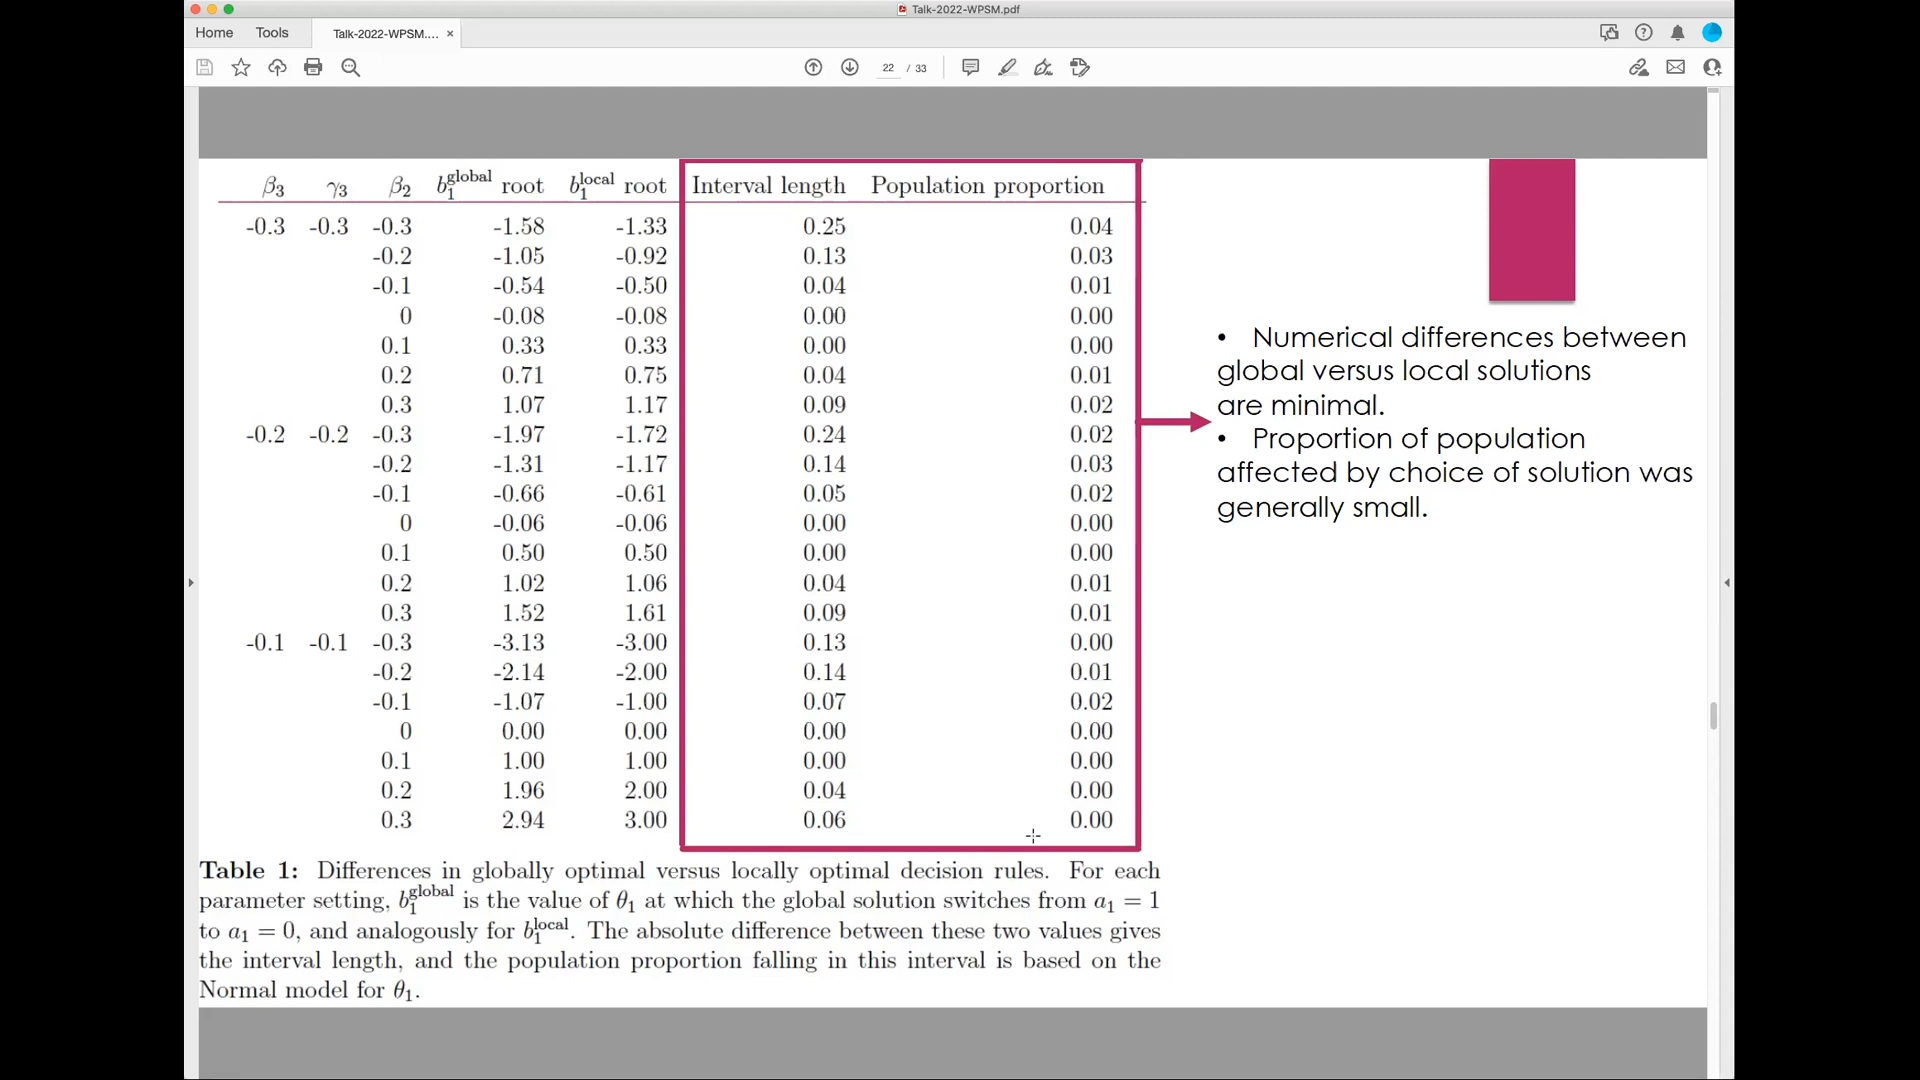 Talk-2022-WPSM.pdf
Home Tools Talk-2022-WPSM.... ×
22 / 33
β3 γ3 β2 b1^global root b1^local root Interval length Population proportion
-0.3 -0.3 -0.3 -1.58 -1.33 0.25 0.04
-0.2 -1.05 -0.92 0.13 0.03
-0.1 -0.54 -0.50 0.04 0.01
0 -0.08 -0.08 0.00 0.00
0.1 0.33 0.33 0.00 0.00
0.2 0.71 0.75 0.04 0.01
0.3 1.07 1.17 0.09 0.02
-0.2 -0.2 -0.3 -1.97 -1.72 0.24 0.02
-0.2 -1.31 -1.17 0.14 0.03
-0.1 -0.66 -0.61 0.05 0.02
0 -0.06 -0.06 0.00 0.00
0.1 0.50 0.50 0.00 0.00
0.2 1.02 1.06 0.04 0.01
0.3 1.52 1.61 0.09 0.01
-0.1 -0.1 -0.3 -3.13 -3.00 0.13 0.00
-0.2 -2.14 -2.00 0.14 0.01
-0.1 -1.07 -1.00 0.07 0.02
0 0.00 0.00 0.00 0.00
0.1 1.00 1.00 0.00 0.00
0.2 1.96 2.00 0.04 0.00
0.3 2.94 3.00 0.06 0.00
Table 1: Differences in globally optimal versus locally optimal decision rules. For each
parameter setting, b1^global is the value of θ1 at which the global solution switches from a1 = 1
to a1 = 0, and analogously for b1^local. The absolute difference between these two values gives
the interval length, and the population proportion falling in this interval is based on the
Normal model for θ1.
• Numerical differences between
global versus local solutions
are minimal.
• Proportion of population
affected by choice of solution was
generally small.